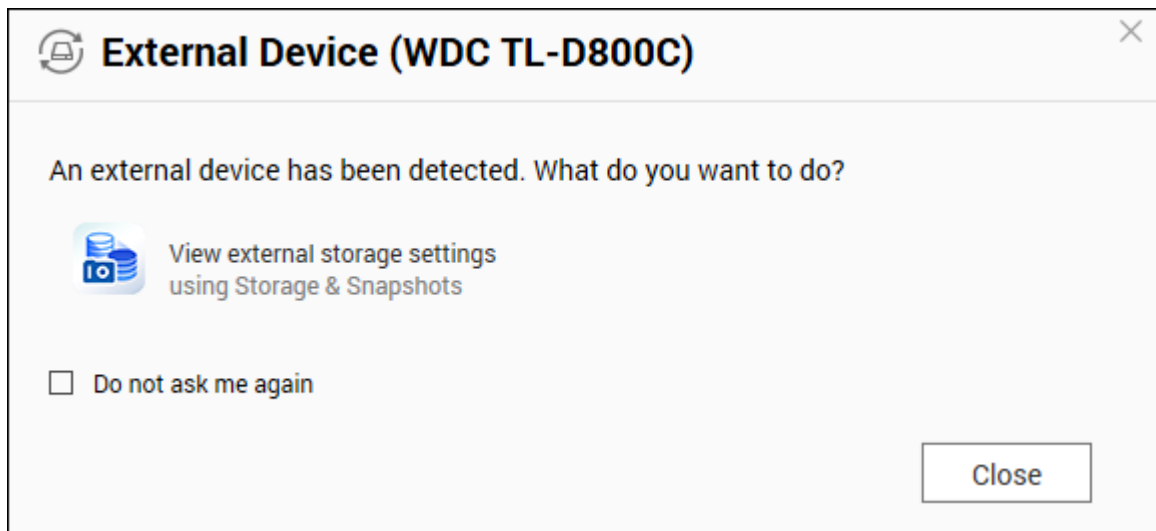 External Device (WDC TL-D800C)
An external device has been detected. What do you want to do?
View external storage settings
using Storage & Snapshots
Do not ask me again
Close